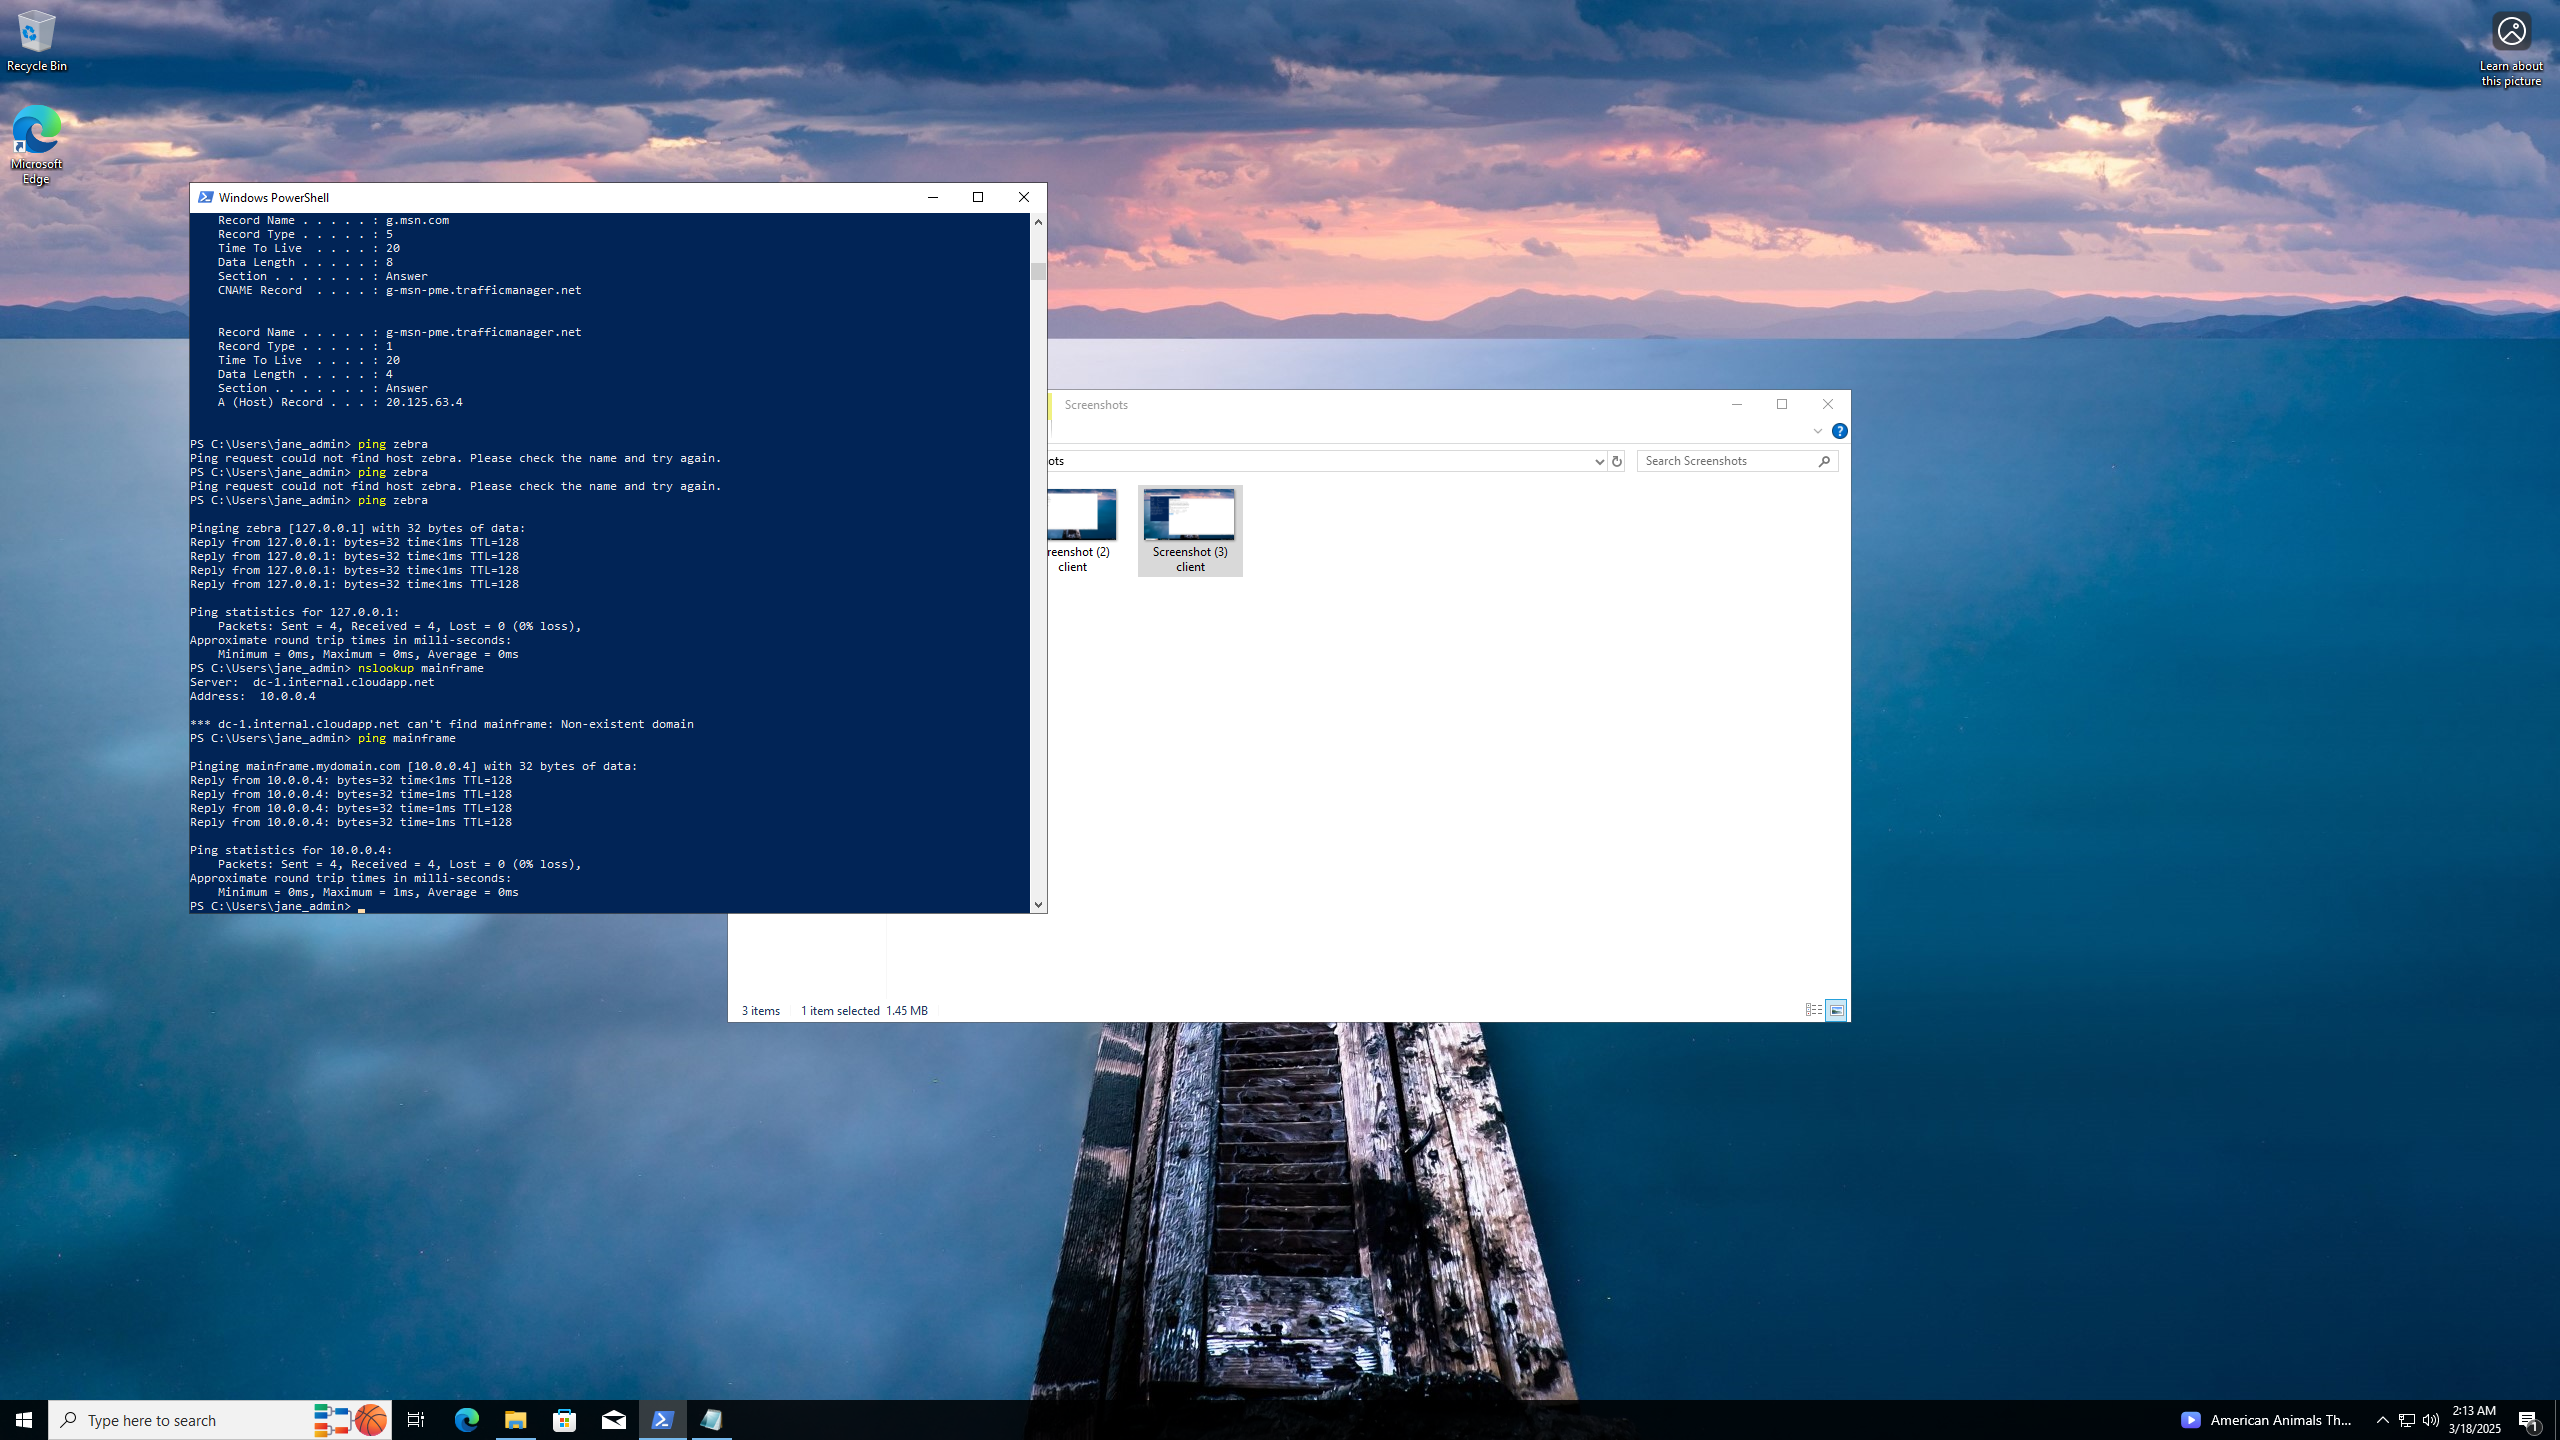 Recycle Bin
Microsoft
Edge
Learn about
this picture
Windows PowerShell
Record Name . . . . . : g.msn.com
Record Type . . . . . : 5
Time To Live  . . . . : 20
Data Length . . . . . : 8
Section . . . . . . . : Answer
CNAME Record  . . . . : g-msn-pme.trafficmanager.net
Record Name . . . . . : g-msn-pme.trafficmanager.net
Record Type . . . . . : 1
Time To Live  . . . . : 20
Data Length . . . . . : 4
Section . . . . . . . : Answer
A (Host) Record . . . : 20.125.63.4
PS C:\Users\jane_admin> ping zebra
Ping request could not find host zebra. Please check the name and try again.
PS C:\Users\jane_admin> ping zebra
Ping request could not find host zebra. Please check the name and try again.
PS C:\Users\jane_admin> ping zebra
Pinging zebra [127.0.0.1] with 32 bytes of data:
Reply from 127.0.0.1: bytes=32 time<1ms TTL=128
Reply from 127.0.0.1: bytes=32 time<1ms TTL=128
Reply from 127.0.0.1: bytes=32 time<1ms TTL=128
Reply from 127.0.0.1: bytes=32 time<1ms TTL=128
Ping statistics for 127.0.0.1:
Packets: Sent = 4, Received = 4, Lost = 0 (0% loss),
Approximate round trip times in milli-seconds:
Minimum = 0ms, Maximum = 0ms, Average = 0ms
PS C:\Users\jane_admin> nslookup mainframe
Server:  dc-1.internal.cloudapp.net
Address:  10.0.0.4
*** dc-1.internal.cloudapp.net can't find mainframe: Non-existent domain
PS C:\Users\jane_admin> ping mainframe
Pinging mainframe.mydomain.com [10.0.0.4] with 32 bytes of data:
Reply from 10.0.0.4: bytes=32 time<1ms TTL=128
Reply from 10.0.0.4: bytes=32 time=1ms TTL=128
Reply from 10.0.0.4: bytes=32 time=1ms TTL=128
Reply from 10.0.0.4: bytes=32 time=1ms TTL=128
Ping statistics for 10.0.0.4:
Packets: Sent = 4, Received = 4, Lost = 0 (0% loss),
Approximate round trip times in milli-seconds:
Minimum = 0ms, Maximum = 1ms, Average = 0ms
PS C:\Users\jane_admin> _
Screenshots
ots
Search Screenshots
reenshot (2)
client
Screenshot (3)
client
3 items
1 item selected  1.45 MB
Type here to search
American Animals Th...
2:13 AM
3/18/2025
1